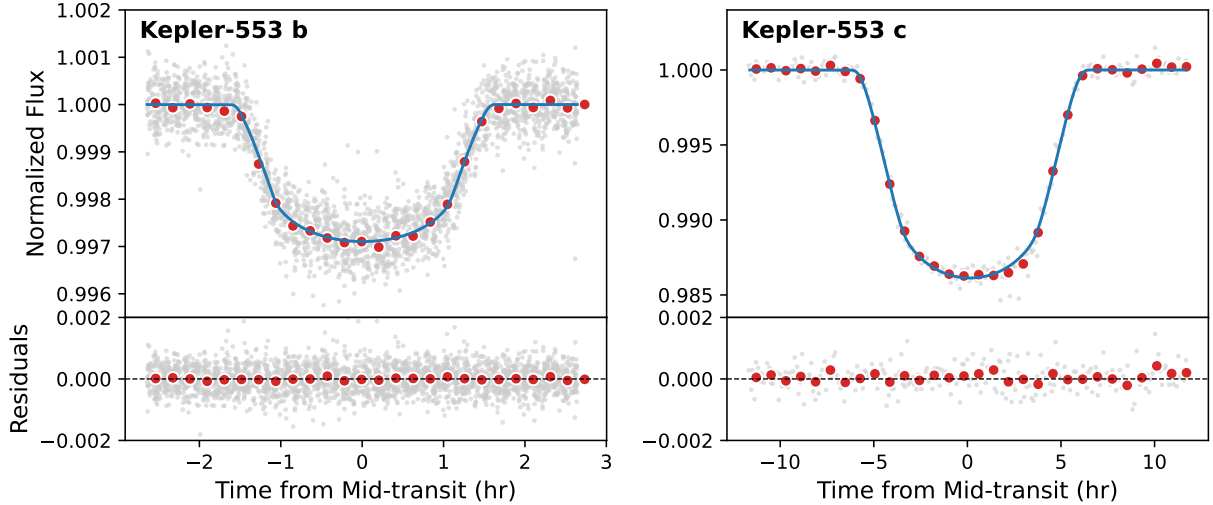 Kepler-553 b
Normalized Flux
1.002
1.001
1.000
0.999
0.998
0.997
0.996
Residuals
0.002
0.000
−0.002
−2 −1 0 1 2 3
Time from Mid-transit (hr)
Kepler-553 c
1.000
0.995
0.990
0.985
0.002
0.000
−0.002
−10 −5 0 5 10
Time from Mid-transit (hr)